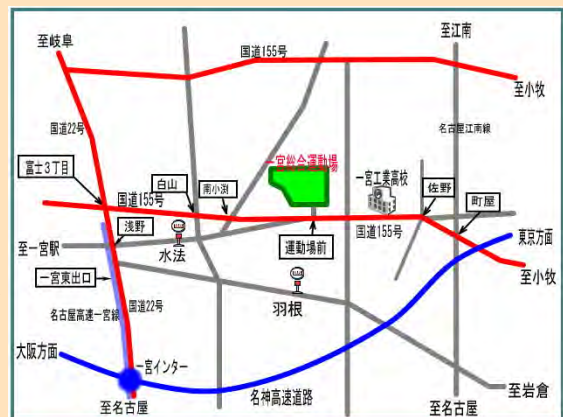 至江南
至岐阜
国道155号
至小牧
国道22号
名古屋江南線
一宮総合運動場
富士3丁目
白山
南小渕
一宮工業高校
佐野
町屋
国道155号
浅野
運動場前
国道155号
東京方面
至一宮駅
水法
一宮東出口
至小牧
国道22号
羽根
名古屋高速一宮線
大阪方面
一宮インター
名神高速道路
至岩倉
至名古屋
至名古屋